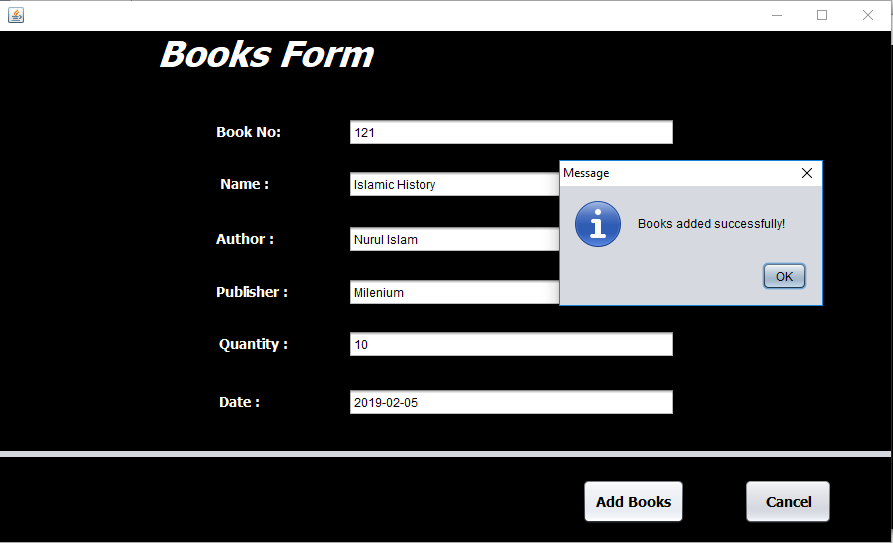 Books Form
Book No: 121
Name : Islamic History
Message
Books added successfully!
OK
Author : Nurul Islam
Publisher : Milenium
Quantity : 10
Date : 2019-02-05
Add Books Cancel